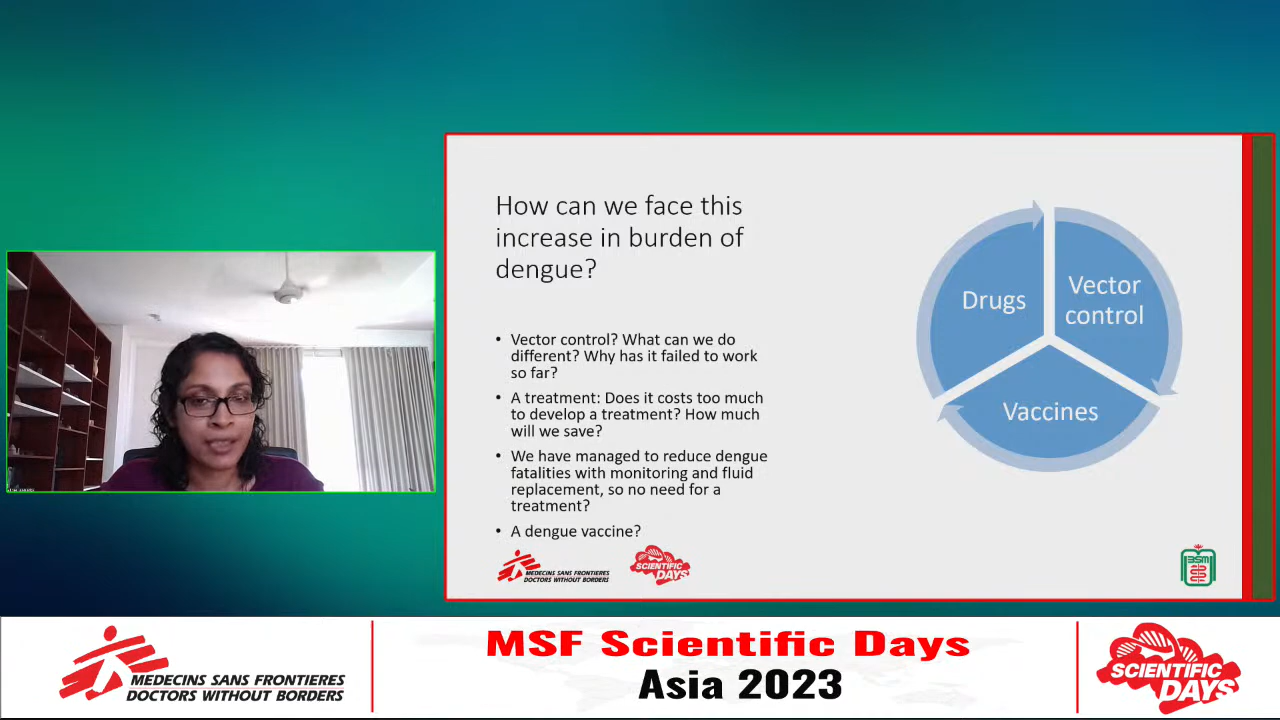 How can we face this
increase in burden of
dengue?
• Vector control? What can we do
different? Why has it failed to work
so far?
• A treatment: Does it costs too much
to develop a treatment? How much
will we save?
• We have managed to reduce dengue
fatalities with monitoring and fluid
replacement, so no need for a
treatment?
• A dengue vaccine?
Drugs
Vector
control
Vaccines
MEDECINS SANS FRONTIERES
DOCTORS WITHOUT BORDERS
SCIENTIFIC
DAYS
MEDECINS SANS FRONTIERES
DOCTORS WITHOUT BORDERS
MSF Scientific Days
Asia 2023
SCIENTIFIC
DAYS